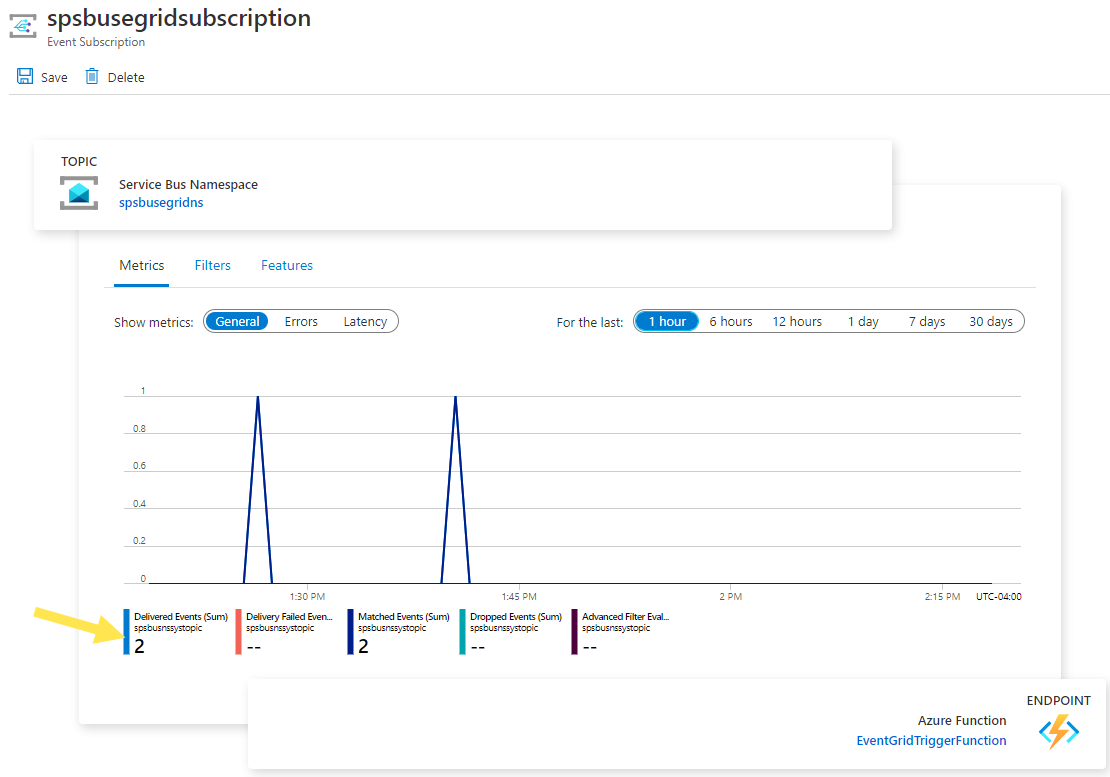 spsbusegridsubscription
Event Subscription
Save Delete
TOPIC
Service Bus Namespace
spsbusegridns
Metrics Filters Features
Show metrics: General Errors Latency For the last: 1 hour 6 hours 12 hours 1 day 7 days 30 days
1
0.8
0.6
0.4
0.2
0
1:30 PM 1:45 PM 2 PM 2:15 PM UTC-04:00
Delivered Events (Sum) Delivery Failed Even... Matched Events (Sum) Dropped Events (Sum) Advanced Filter Eval...
spsbusnssystopic spsbusnssystopic spsbusnssystopic spsbusnssystopic spsbusnssystopic
2 -- 2 -- --
ENDPOINT
Azure Function
EventGridTriggerFunction